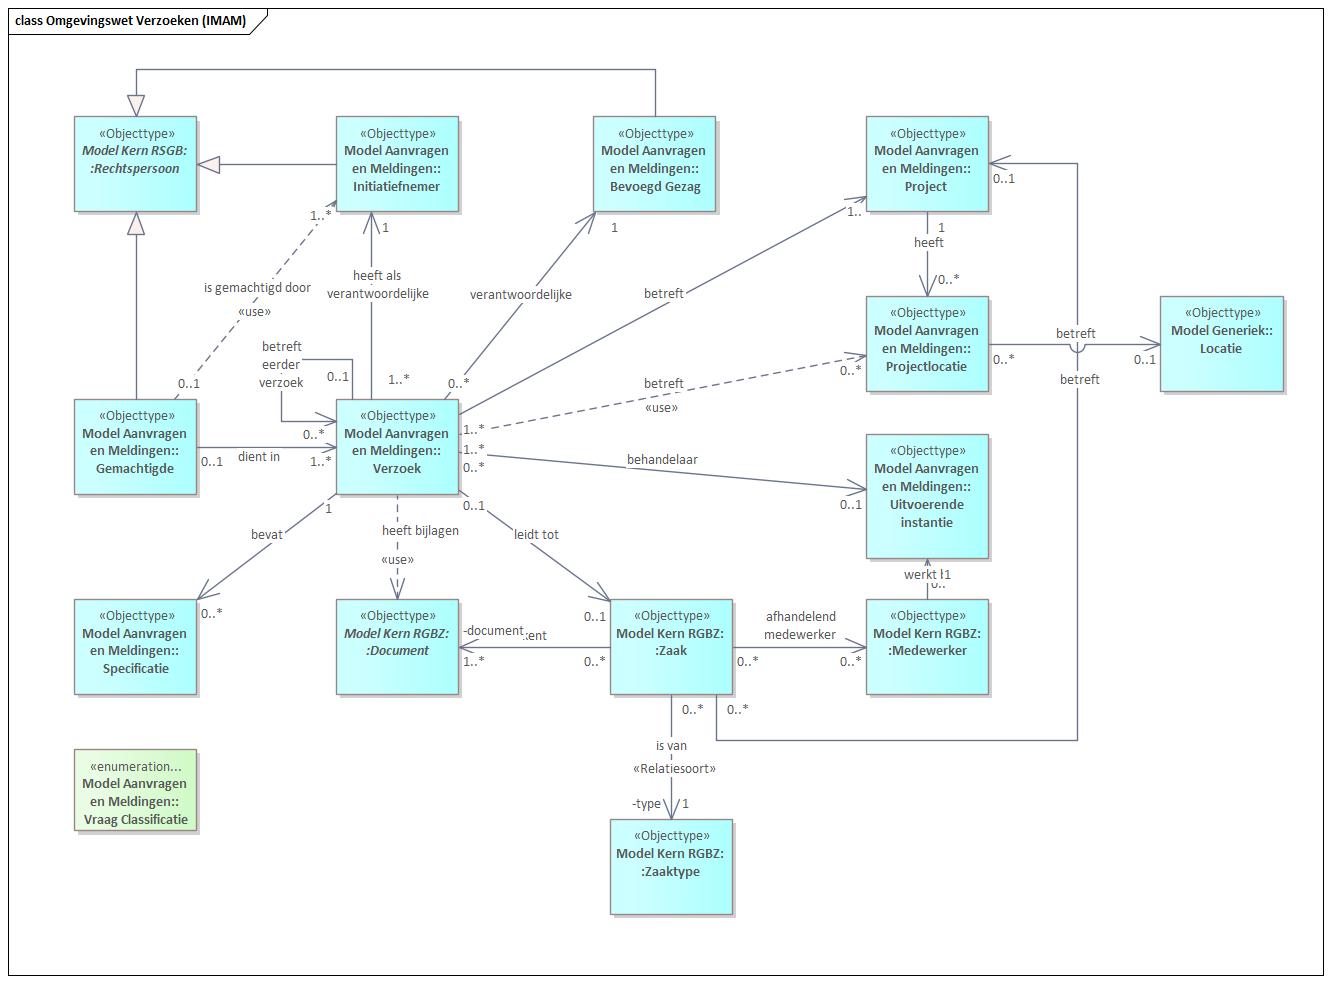 class Omgevingswet Verzoeken (IMAM)
«Objecttype»
Model Kern RSGB:
:Rechtspersoon
«Objecttype»
Model Aanvragen
en Meldingen::
Initiatiefnemer
«Objecttype»
Model Aanvragen
en Meldingen::
Bevoegd Gezag
«Objecttype»
Model Aanvragen
en Meldingen::
Project
0..1
1..*
1
1
1..
1
heeft
0..*
is gemachtigd door
«use»
heeft als
verantwoordelijke
verantwoordelijke
betreft
«Objecttype»
Model Aanvragen
en Meldingen::
Projectlocatie
betreft
0..*
0..1
«Objecttype»
Model Generiek::
Locatie
betreft
betreft
eerder
verzoek
0..1
0..*
0..1
1..*
0..*
betreft
«use»
0..*
«Objecttype»
Model Aanvragen
en Meldingen::
Gemachtigde
0..1
dient in
1..*
«Objecttype»
Model Aanvragen
en Meldingen::
Verzoek
1..*
1..*
0..*
0..1
behandelaar
0..1
«Objecttype»
Model Aanvragen
en Meldingen::
Uitvoerende
instantie
1
bevat
0..*
heeft bijlagen
«use»
leidt tot
0..1
werkt
1
0..
«Objecttype»
Model Aanvragen
en Meldingen::
Specificatie
«Objecttype»
Model Kern RGBZ:
:Document
-document
1..*
0..*
«Objecttype»
Model Kern RGBZ:
:Zaak
afhandelend
medewerker
0..*
0..*
«Objecttype»
Model Kern RGBZ:
:Medewerker
0..*
0..*
is van
«Relatiesoort»
-type
1
«enumeration...
Model Aanvragen
en Meldingen::
Vraag Classificatie
«Objecttype»
Model Kern RGBZ:
:Zaaktype